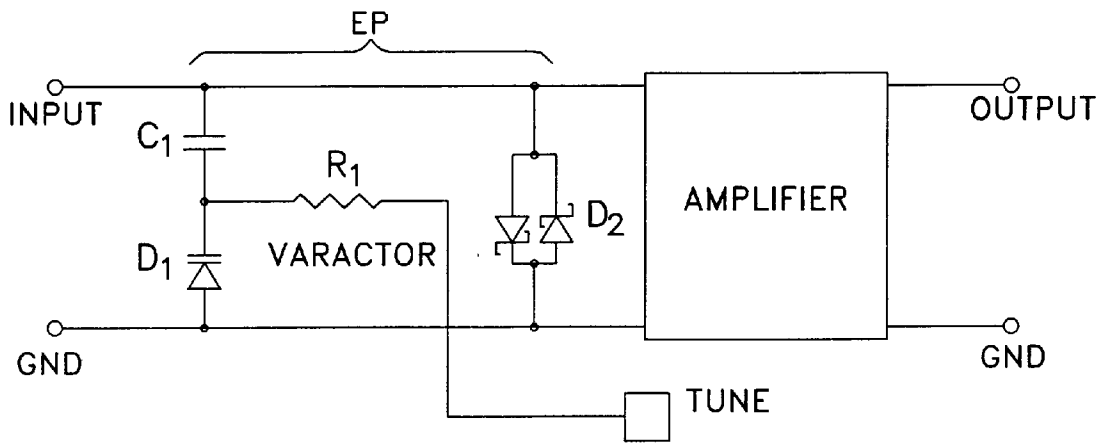 EP
INPUT
OUTPUT
C1
R1
AMPLIFIER
D2
D1
VARACTOR
GND
GND
TUNE